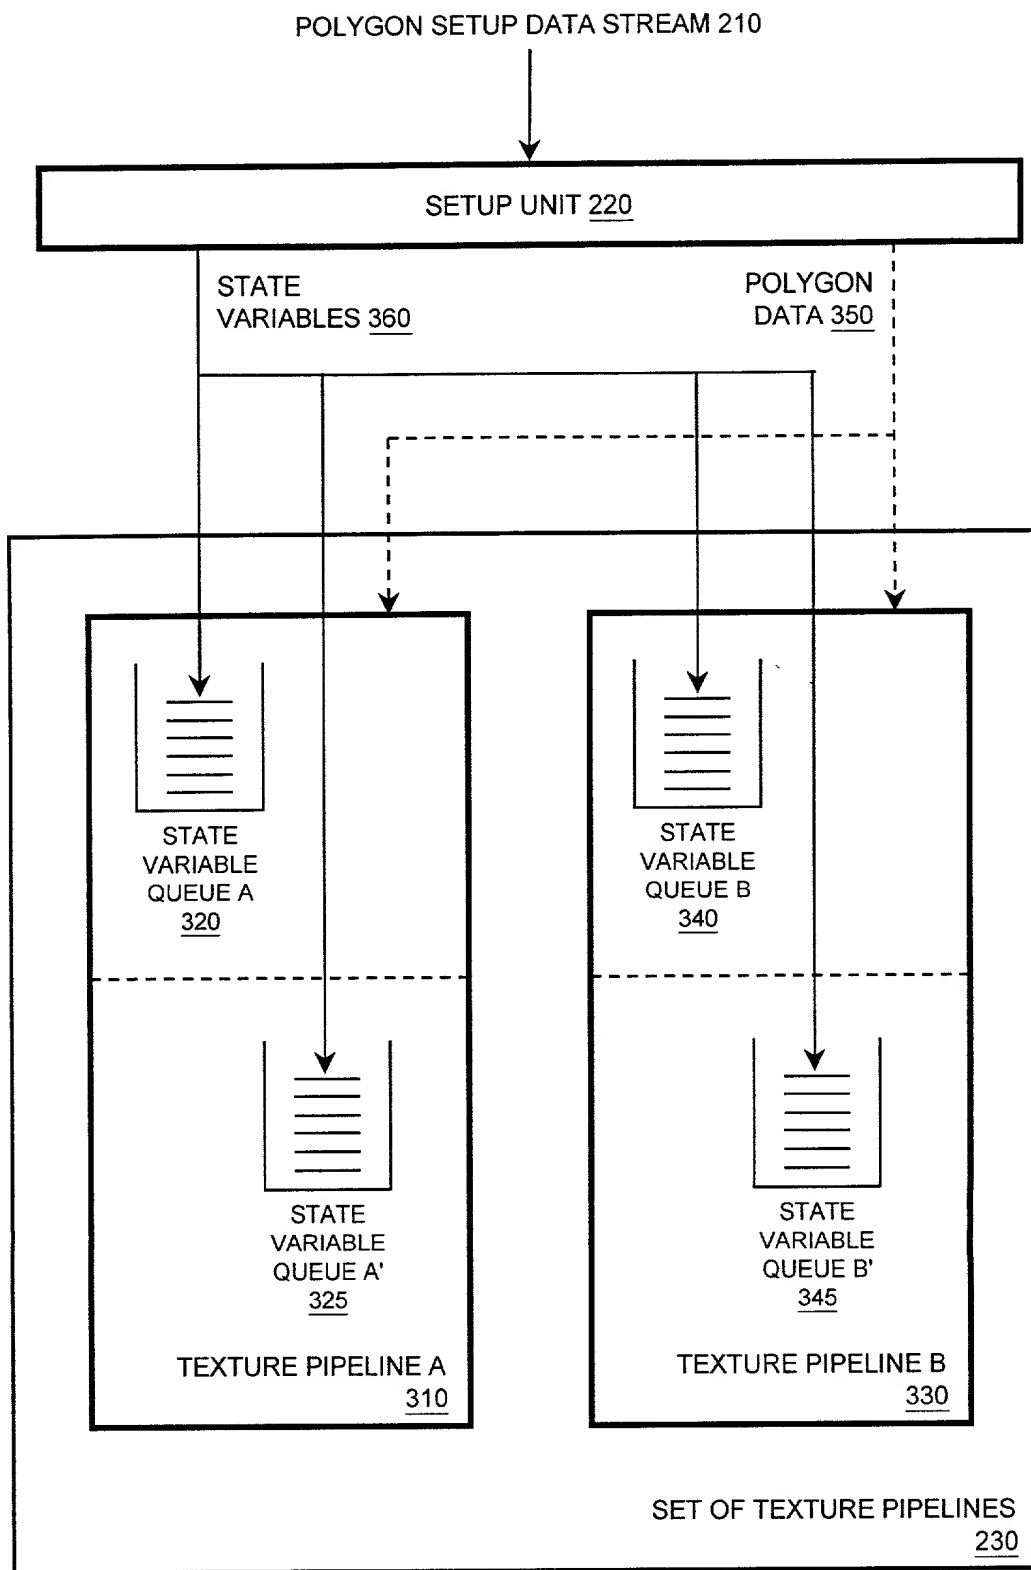 POLYGON SETUP DATA STREAM 210
SETUP UNIT 220
STATE
VARIABLES 360
POLYGON
DATA 350
STATE
VARIABLE
QUEUE A
320
STATE
VARIABLE
QUEUE B
340
STATE
VARIABLE
QUEUE A'
325
STATE
VARIABLE
QUEUE B'
345
TEXTURE PIPELINE A
310
TEXTURE PIPELINE B
330
SET OF TEXTURE PIPELINES
230